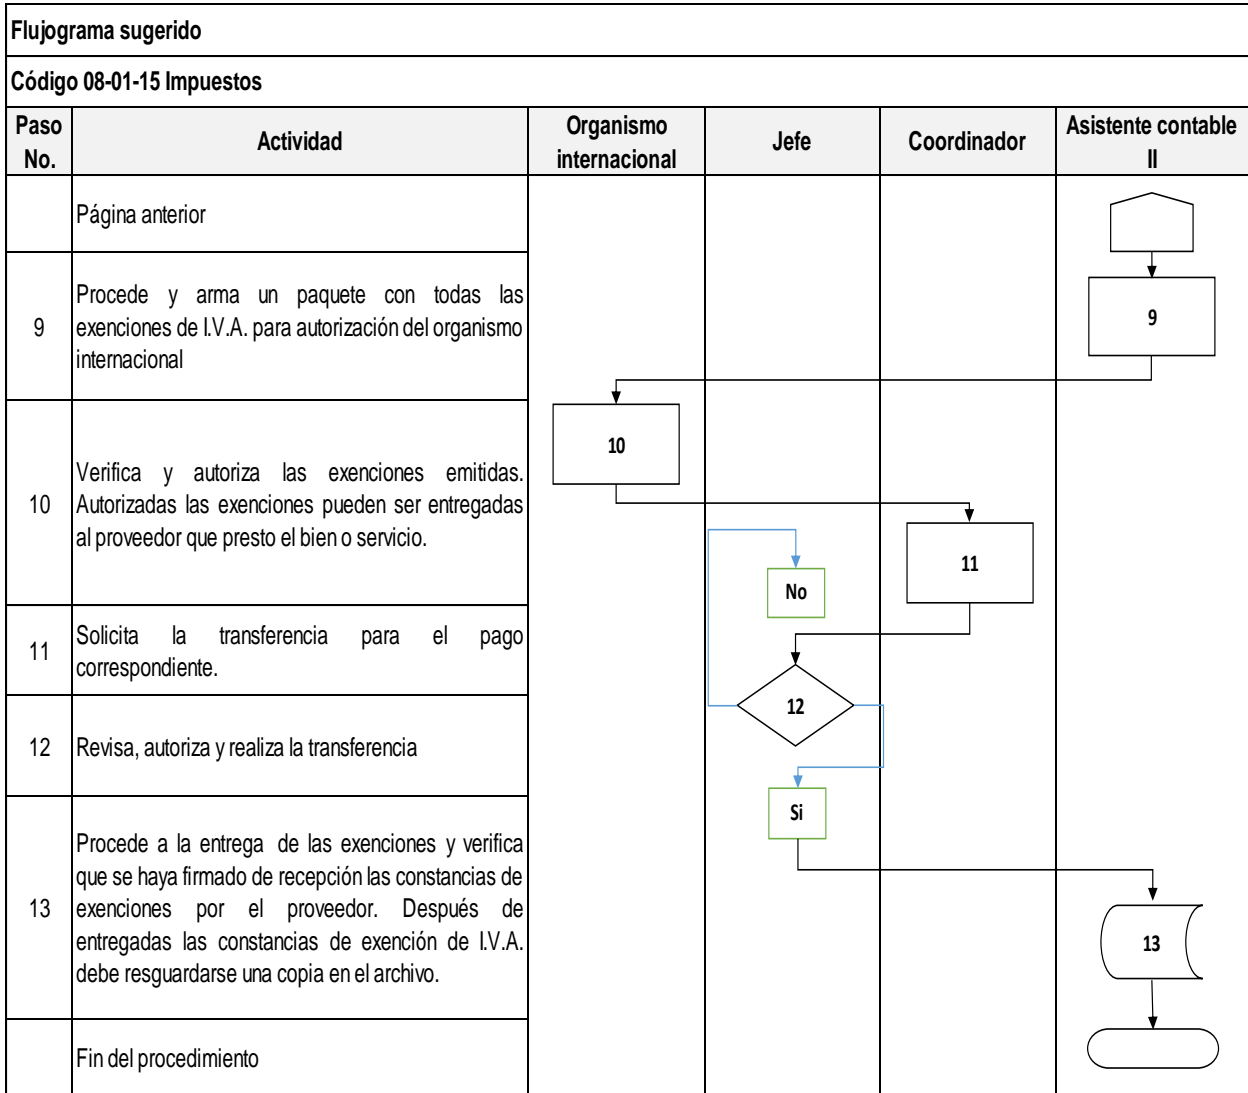 Flujograma sugerido
Código 08-01-15 Impuestos
Paso No.
Actividad
Organismo internacional
Jefe
Coordinador
Asistente contable II
Página anterior
9
Procede y arma un paquete con todas las
exenciones de I.V.A. para autorización del organismo
internacional
9
10
Verifica y autoriza las exenciones emitidas.
Autorizadas las exenciones pueden ser entregadas
al proveedor que presto el bien o servicio.
10
11
No
11
Solicita la transferencia para el pago
correspondiente.
12
Revisa, autoriza y realiza la transferencia
12
Si
13
Procede a la entrega de las exenciones y verifica
que se haya firmado de recepción las constancias de
exenciones por el proveedor. Después de
entregadas las constancias de exención de I.V.A.
debe resguardarse una copia en el archivo.
13
Fin del procedimiento